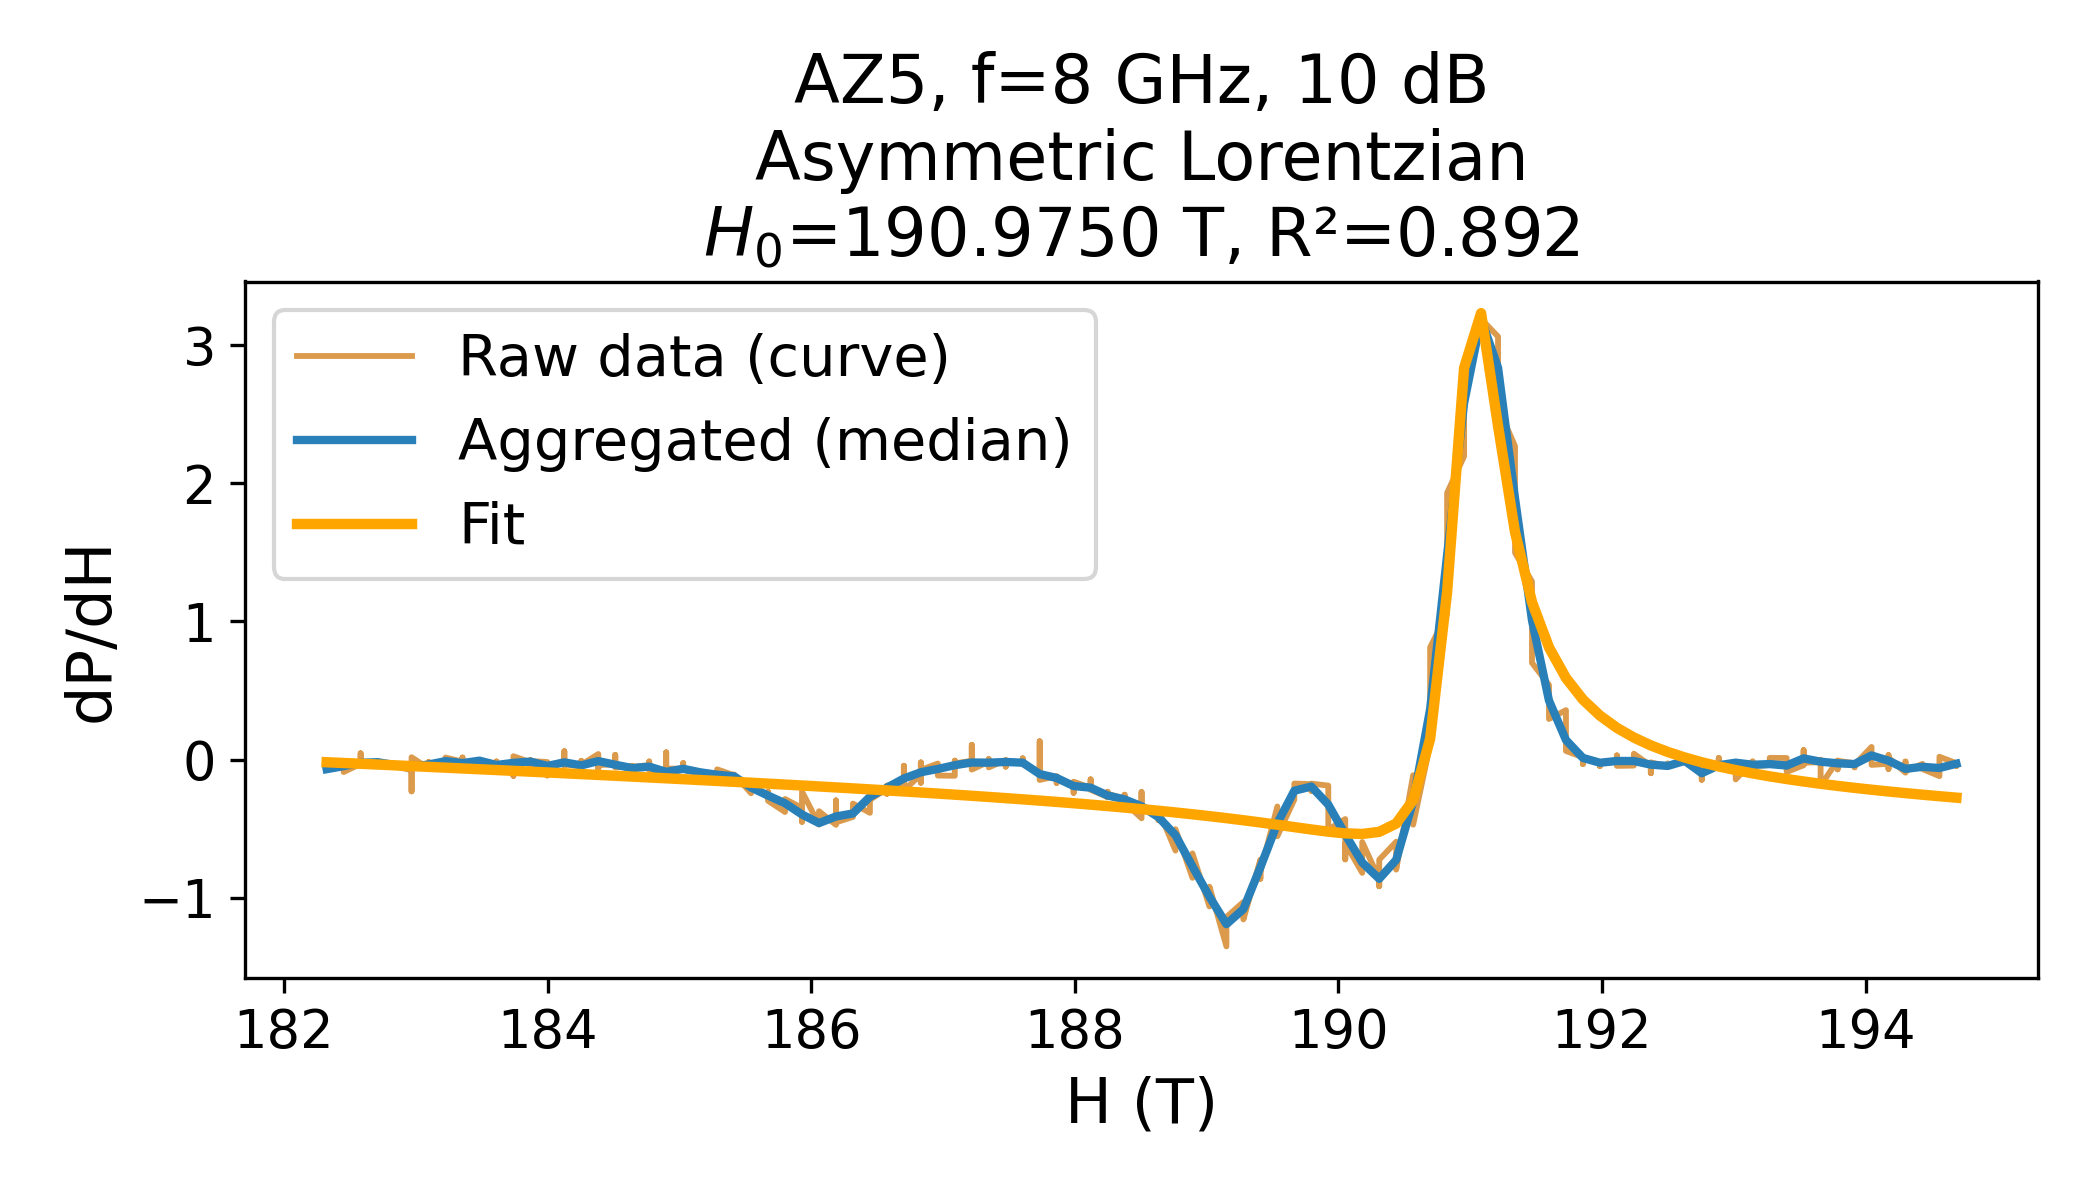 AZ5, f=8 GHz, 10 dB
Asymmetric Lorentzian
H₀=190.9750 T, R²=0.892
Raw data (curve)
Aggregated (median)
Fit
dP/dH
3
2
1
0
−1
182 184 186 188 190 192 194
H (T)